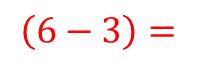 (6 − 3) =